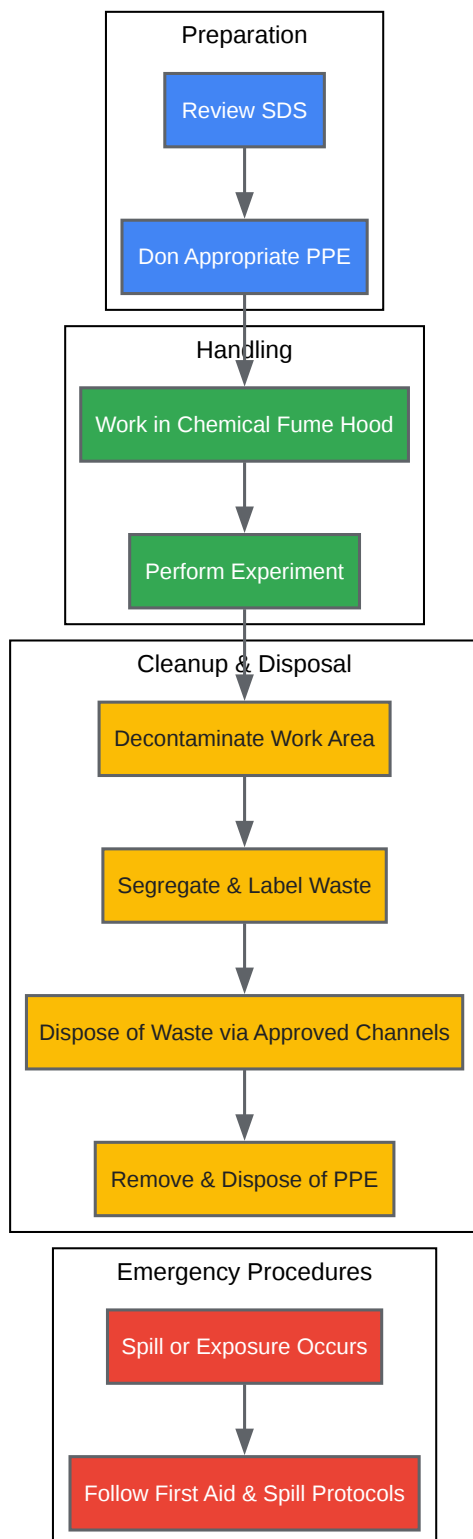 Preparation
Review SDS
Don Appropriate PPE
Handling
Work in Chemical Fume Hood
Perform Experiment
Cleanup & Disposal
Decontaminate Work Area
Segregate & Label Waste
Dispose of Waste via Approved Channels
Remove & Dispose of PPE
Emergency Procedures
Spill or Exposure Occurs
Follow First Aid & Spill Protocols